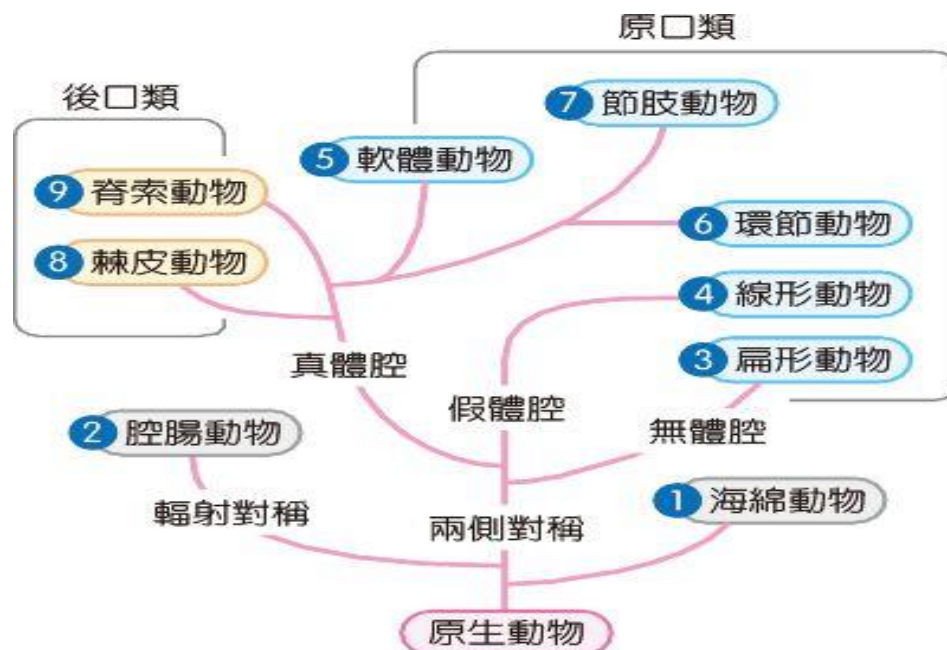 原口類
後口類
7 節肢動物
5 軟體動物
9 脊索動物
6 環節動物
8 棘皮動物
4 線形動物
3 扁形動物
真體腔
假體腔
無體腔
2 腔腸動物
1 海綿動物
輻射對稱
兩側對稱
原生動物